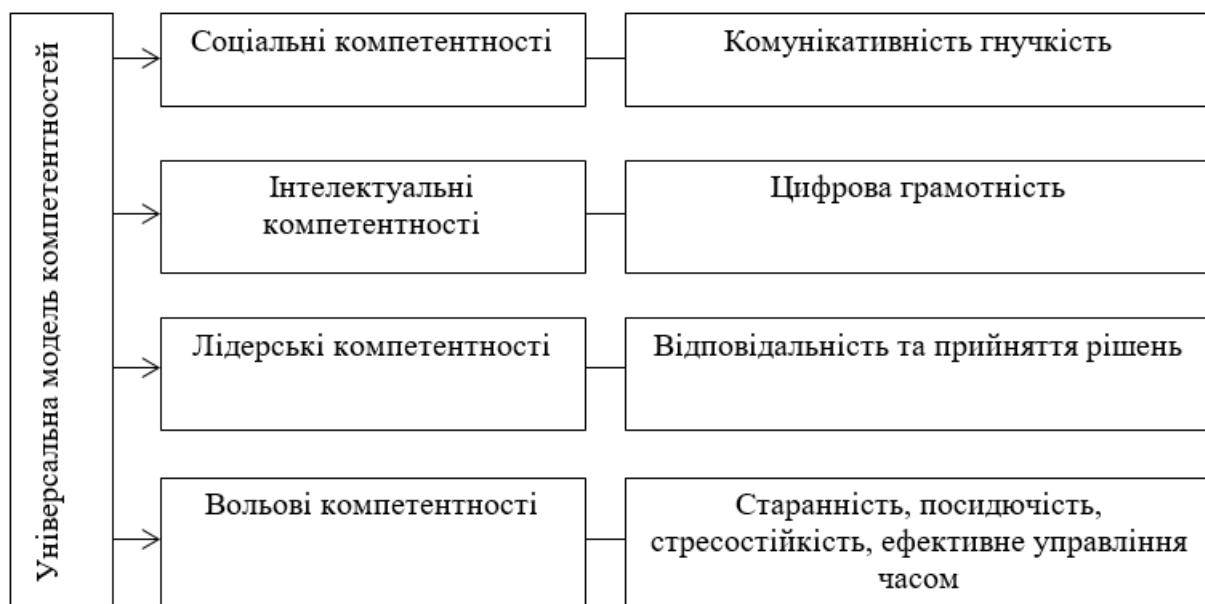 Універсальна модель компетентностей
Соціальні компетентності
Комунікативність гнучкість
Інтелектуальні
компетентності
Цифрова грамотність
Лідерські компетентності
Відповідальність та прийняття рішень
Вольові компетентності
Старанність, посидючість,
стресостійкість, ефективне управління
часом